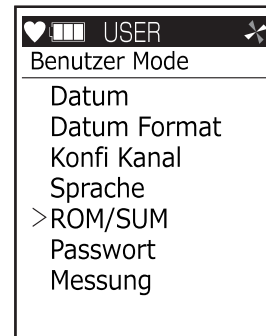 USER
Benutzer Mode
Datum
Datum Format
Konfi Kanal
Sprache
>ROM/SUM
Passwort
Messung